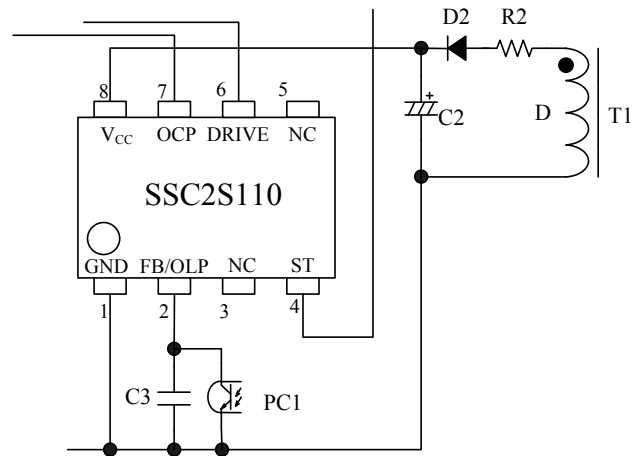 D2 R2
8 7 6 5
C2 D T1
V_CC OCP DRIVE NC
SSC2S110
GND FB/OLP NC ST
1 2 3 4
C3 PC1